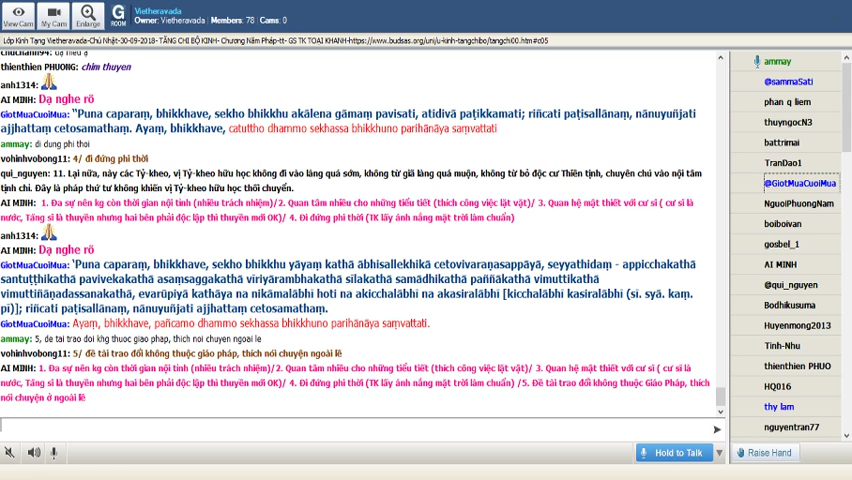 View Cam
My Cam
Enlarge
G
ROOM
Vietheravada
Owner: Vietheravada | Members: 78 | Cams: 0
Lớp Kinh Tạng Vietheravada-Chủ Nhật-30-09-2018- TĂNG CHI BỘ KINH- Chương Năm Pháp-tt- GS TK TOẠI KHANH-https://www.budsas.org/uni/u-kinh-tangchibo/tangchi00.htm#c05
thienthien PHUONG: chim thuyen
anh1314:
AI MINH: Dạ nghe rõ
GiotMuaCuoiMua: “Puna caparaṃ, bhikkhave, sekho bhikkhu akālena gāmaṃ pavisati, atidivā paṭikkamati; riñcati paṭisallānaṃ, nānuyuñjati
ajjhattaṃ cetosamathaṃ. Ayaṃ, bhikkhave, catuttho dhammo sekhassa bhikkhuno parihānāya saṃvattati
ammay: di dung phi thoi
vohinhvobong11: 4/ đi đứng phi thời
qui_nguyen: 11. Lại nữa, này các Tỷ-kheo, vị Tỷ-kheo hữu học không đi vào làng quá sớm, không từ giã làng quá muộn, không từ bỏ độc cư Thiền tịnh, chuyên chú vào nội tâm
tịnh chỉ. Đây là pháp thứ tư không khiến vị Tỷ-kheo hữu học thối chuyển.
AI MINH: 1. Đa sự nên kg còn thời gian nội tỉnh (nhiều trách nhiệm)/2. Quan tâm nhiều cho những tiểu tiết (thích công việc lặt vặt)/ 3. Quan hệ mật thiết với cư sĩ ( cư sĩ là
nước, Tăng sĩ là thuyền nhưng hai bên phải độc lập thì thuyền mới OK)/ 4. Đi đứng phi thời (TK lấy ánh nắng mặt trời làm chuẩn)
anh1314:
AI MINH: Dạ nghe rõ
GiotMuaCuoiMua: ‘Puna caparaṃ, bhikkhave, sekho bhikkhu yāyaṃ kathā ābhisallekhikā cetovivaraṇasappāyā, seyyathidaṃ - appicchakathā
santuṭṭhikathā pavivekakathā asaṃsaggakathā vīriyārambhakathā sīlakathā samādhikathā paññākathā vimuttikathā
vimuttiñāṇadassanakathā, evarūpiyā kathāya na nikāmalābhī hoti na akicchalābhī na akasiralābhī [kicchalābhī kasiralābhī (sī. syā. kaṃ.
pī)]; riñcati paṭisallānaṃ, nānuyuñjati ajjhattaṃ cetosamathaṃ.
GiotMuaCuoiMua: Ayaṃ, bhikkhave, pañcamo dhammo sekhassa bhikkhuno parihānāya saṃvattati.
ammay: 5, de tai trao doi khg thuoc giao phap, thich noi chuyen ngoai le
vohinhvobong11: 5/ đề tài trao đổi không thuộc giáo pháp, thích nói chuyện ngoài lề
AI MINH: 1. Đa sự nên kg còn thời gian nội tỉnh (nhiều trách nhiệm)/2. Quan tâm nhiều cho những tiểu tiết (thích công việc lặt vặt)/ 3. Quan hệ mật thiết với cư sĩ ( cư sĩ là
nước, Tăng sĩ là thuyền nhưng hai bên phải độc lập thì thuyền mới OK)/ 4. Đi đứng phi thời (TK lấy ánh nắng mặt trời làm chuẩn) /5. Đề tài trao đổi không thuộc Giáo Pháp, thích
nói chuyện ở ngoài lề
ammay
@sammaSati
phan q liem
thuyngocN3
battrimai
TranDao1
@GiotMuaCuoiMua
NguoiPhuongNam
boiboivan
gosbel_1
AI MINH
@qui_nguyen
Bodhikusuma
Huyenmong2013
Tinh-Nhu
thienthien PHUO
HQ016
thy lam
nguyentran77
Hold to Talk
Raise Hand